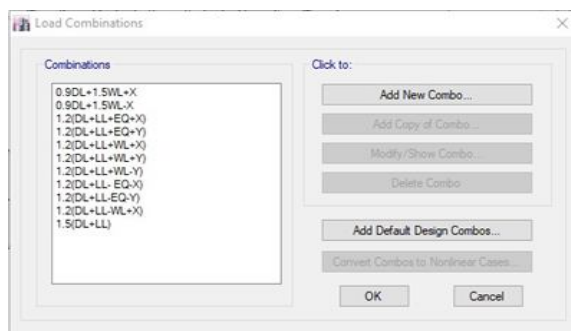 Load Combinations
Combinations
0.9DL+1.5WL+X
0.9DL+1.5WL-X
1.2(DL+LL+EQ+X)
1.2(DL+LL+EQ+Y)
1.2(DL+LL+WL+X)
1.2(DL+LL+WL+Y)
1.2(DL+LL+WL-Y)
1.2(DL+LL- EQ-X)
1.2(DL+LL-EQ-Y)
1.2(DL+LL-WL+X)
1.5(DL+LL)
Click to:
Add New Combo...
Add Copy of Combo...
Modify/Show Combo...
Delete Combo
Add Default Design Combos...
Convert Combos to Nonlinear Cases...
OK
Cancel